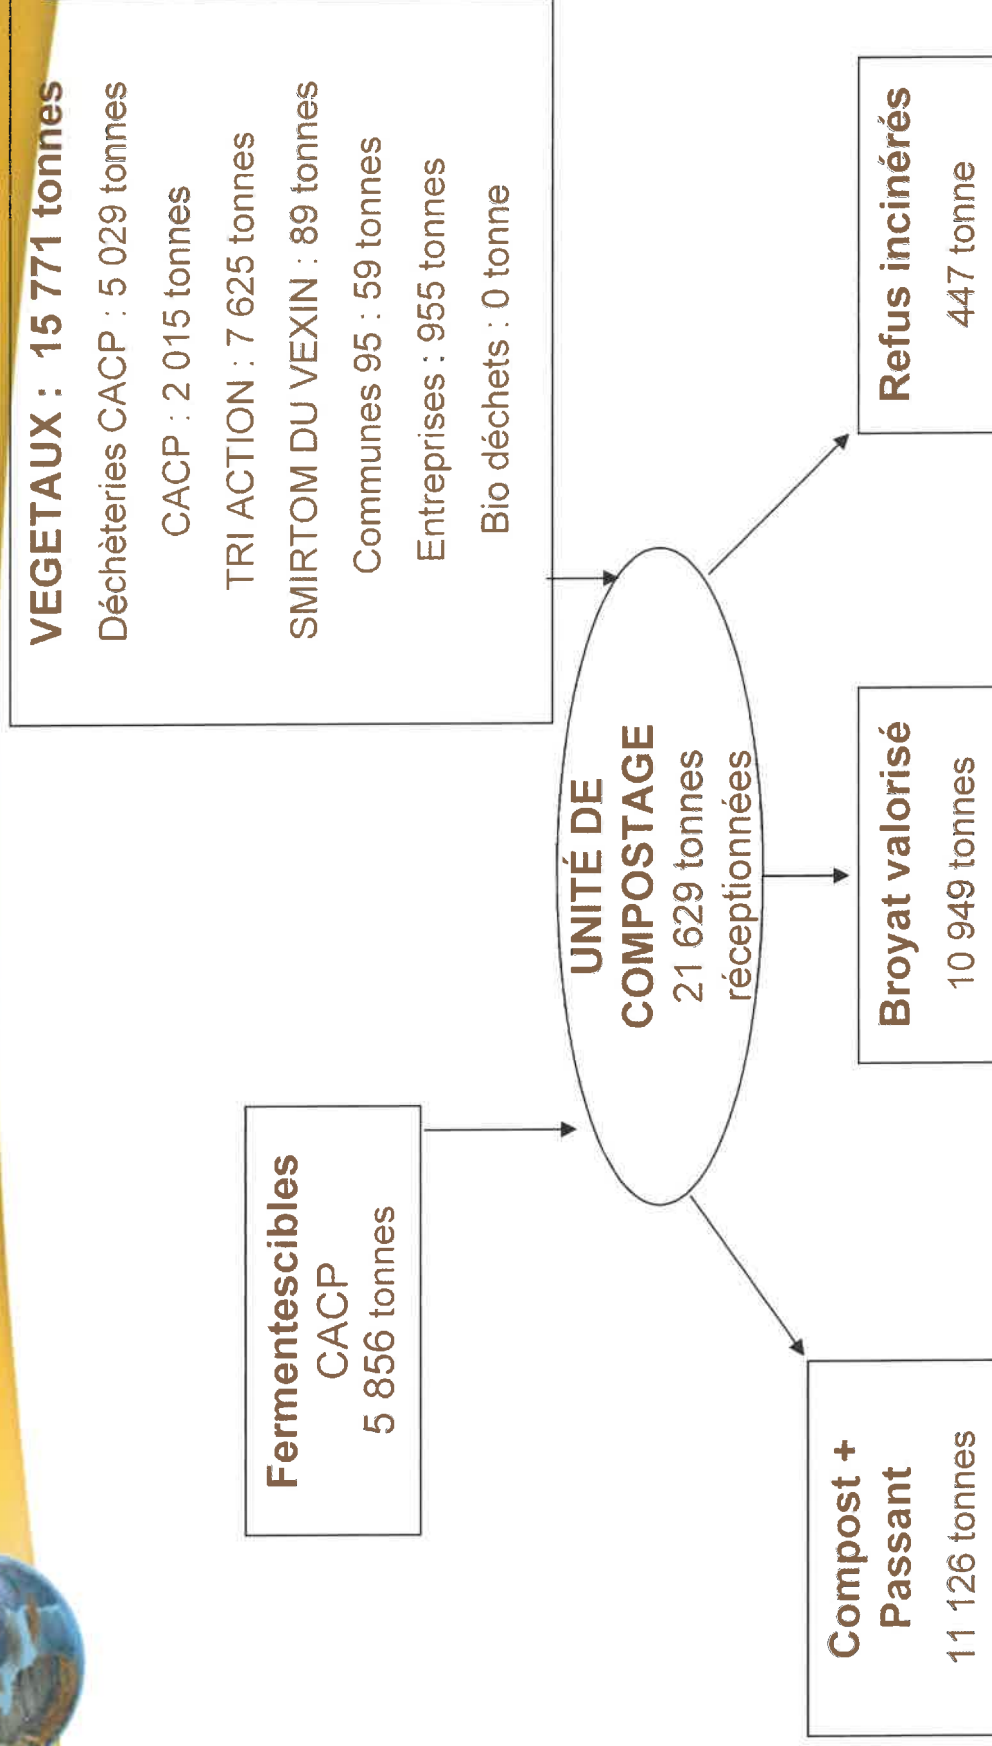 VEGETAUX : 15 771 tonnes
Déchèteries CACP : 5 029 tonnes
CACP : 2 015 tonnes
TRI ACTION : 7 625 tonnes
SMIRTOM DU VEXIN : 89 tonnes
Communes 95 : 59 tonnes
Entreprises : 955 tonnes
Bio déchets : 0 tonne
Fermentescibles
CACP
5 856 tonnes
UNITÉ DE
COMPOSTAGE
21 629 tonnes
réceptionnées
Compost +
Passant
11 126 tonnes
Broyat valorisé
10 949 tonnes
Refus incinérés
447 tonne